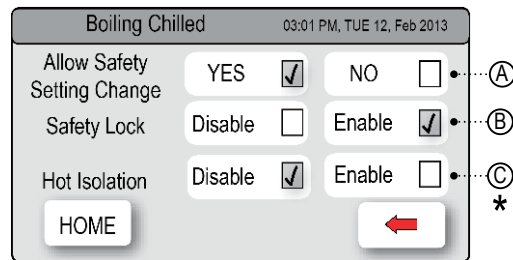 Boiling Chilled 03:01 PM, TUE 12, Feb 2013
Allow Safety
Setting Change YES NO A
Safety Lock Disable Enable B
Hot Isolation Disable Enable C
*
HOME